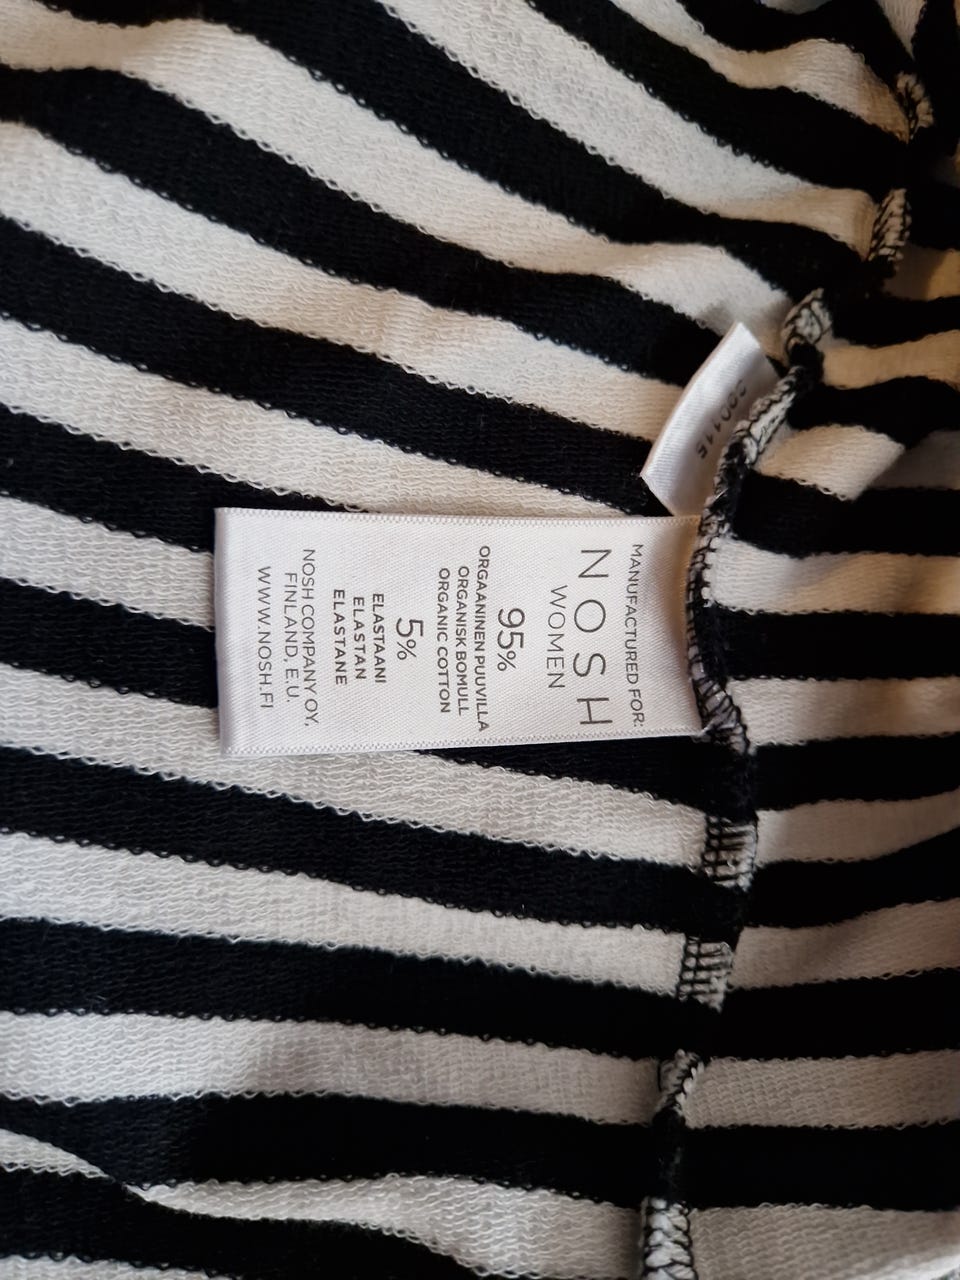 MANUFACTURED FOR:
NOSH
WOMEN
95%
ORGAANINEN PUUVILLA
ORGANISK BOMULL
ORGANIC COTTON
5%
ELASTAANI
ELASTAN
ELASTANE
NOSH COMPANY OY,
FINLAND, E.U.
WWW.NOSH.FI